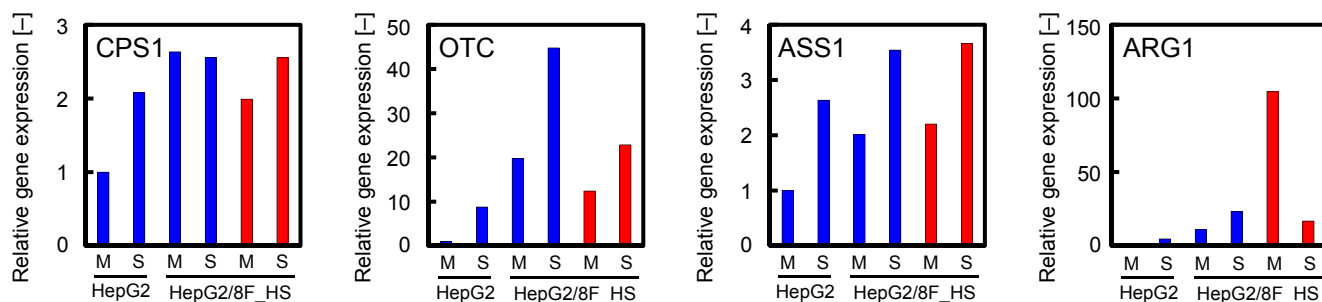 Relative gene expression [–]
CPS1
3
2
1
0
M S M S M S
HepG2 HepG2/8F_HS
Relative gene expression [–]
OTC
50
40
30
20
10
0
M S M S M S
HepG2 HepG2/8F HS
Relative gene expression [–]
ASS1
4
3
2
1
0
M S M S M S
HepG2 HepG2/8F_HS
Relative gene expression [–]
ARG1
150
100
50
0
M S M S M S
HepG2 HepG2/8F HS